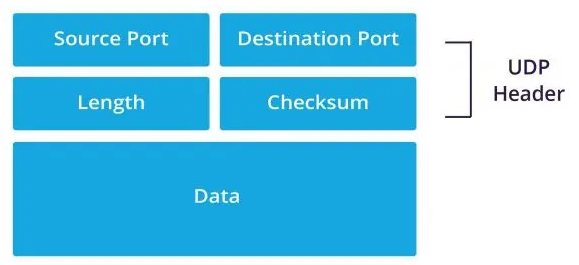 Source Port
Destination Port
Length
Checksum
UDP
Header
Data